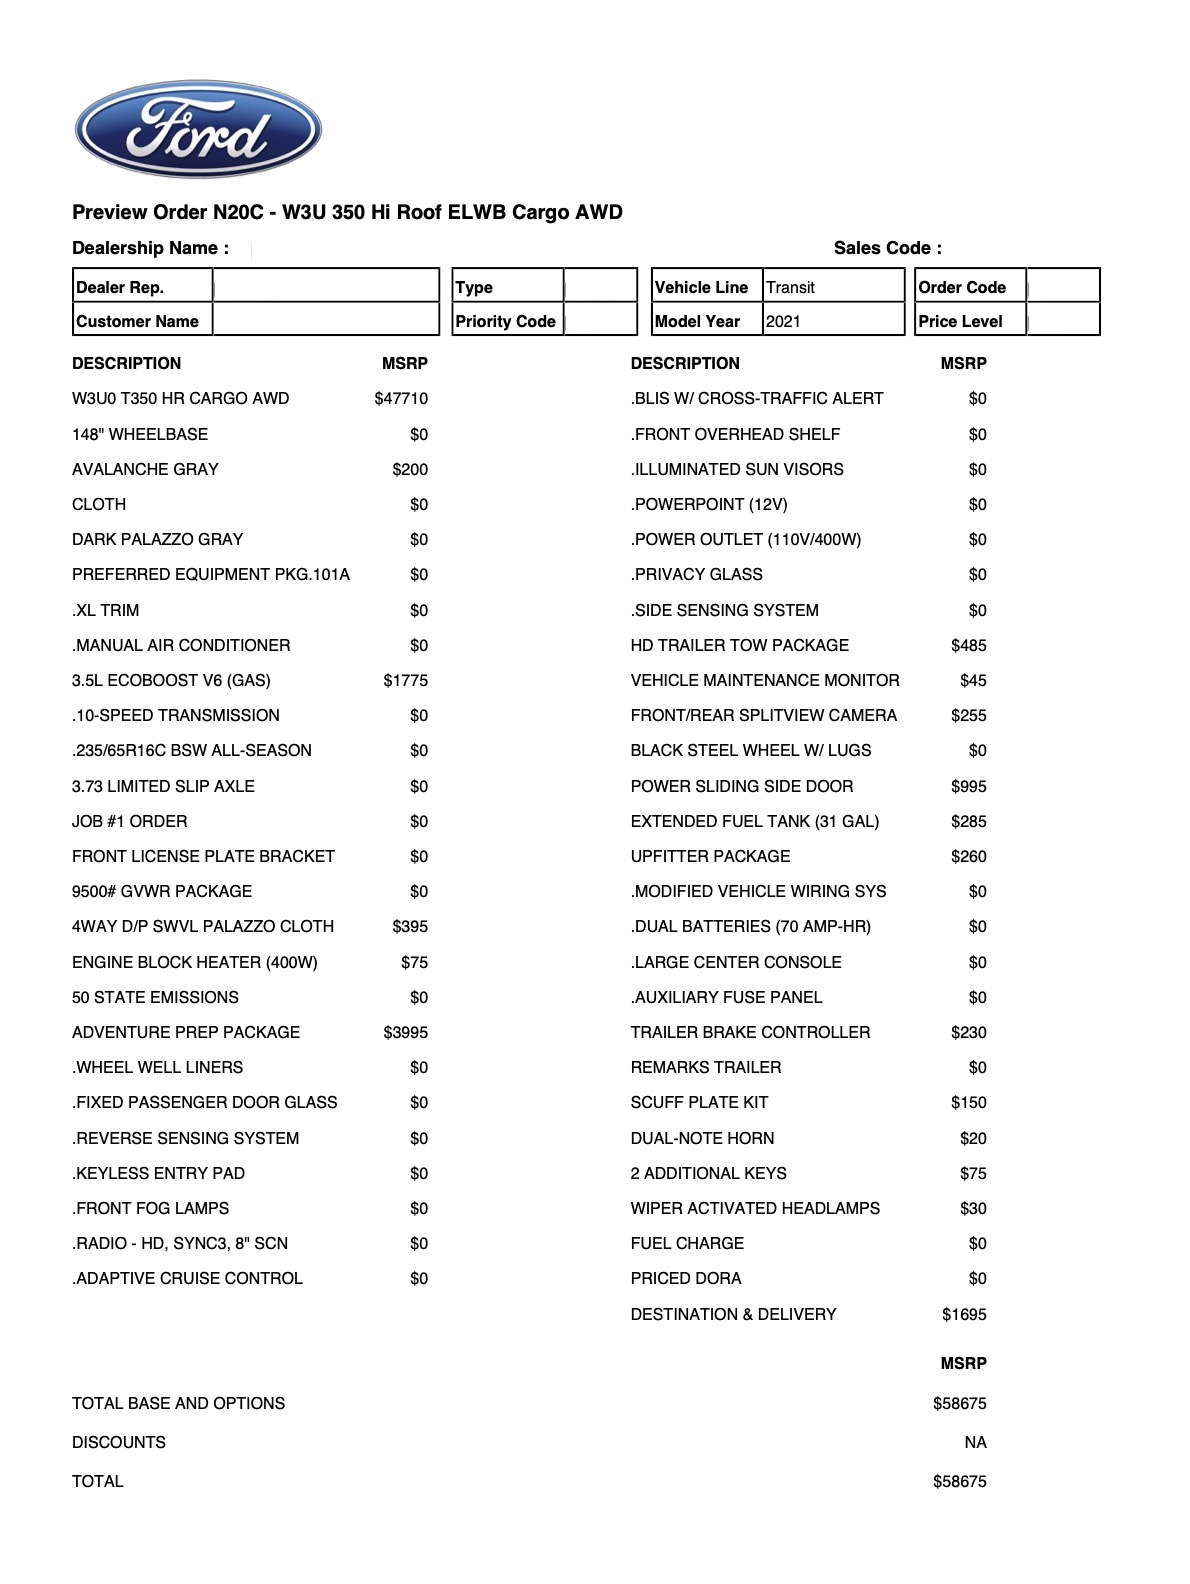 Ford
Preview Order N20C - W3U 350 Hi Roof ELWB Cargo AWD
Dealership Name :
Sales Code :
Dealer Rep.
Type
Vehicle Line Transit
Order Code
Customer Name
Priority Code
Model Year 2021
Price Level
DESCRIPTION MSRP
W3U0 T350 HR CARGO AWD $47710
148" WHEELBASE $0
AVALANCHE GRAY $200
CLOTH $0
DARK PALAZZO GRAY $0
PREFERRED EQUIPMENT PKG.101A $0
.XL TRIM $0
.MANUAL AIR CONDITIONER $0
3.5L ECOBOOST V6 (GAS) $1775
.10-SPEED TRANSMISSION $0
.235/65R16C BSW ALL-SEASON $0
3.73 LIMITED SLIP AXLE $0
JOB #1 ORDER $0
FRONT LICENSE PLATE BRACKET $0
9500# GVWR PACKAGE $0
4WAY D/P SWVL PALAZZO CLOTH $395
ENGINE BLOCK HEATER (400W) $75
50 STATE EMISSIONS $0
ADVENTURE PREP PACKAGE $3995
.WHEEL WELL LINERS $0
.FIXED PASSENGER DOOR GLASS $0
.REVERSE SENSING SYSTEM $0
.KEYLESS ENTRY PAD $0
.FRONT FOG LAMPS $0
.RADIO - HD, SYNC3, 8" SCN $0
.ADAPTIVE CRUISE CONTROL $0
DESCRIPTION MSRP
.BLIS W/ CROSS-TRAFFIC ALERT $0
.FRONT OVERHEAD SHELF $0
.ILLUMINATED SUN VISORS $0
.POWERPOINT (12V) $0
.POWER OUTLET (110V/400W) $0
.PRIVACY GLASS $0
.SIDE SENSING SYSTEM $0
HD TRAILER TOW PACKAGE $485
VEHICLE MAINTENANCE MONITOR $45
FRONT/REAR SPLITVIEW CAMERA $255
BLACK STEEL WHEEL W/ LUGS $0
POWER SLIDING SIDE DOOR $995
EXTENDED FUEL TANK (31 GAL) $285
UPFITTER PACKAGE $260
.MODIFIED VEHICLE WIRING SYS $0
.DUAL BATTERIES (70 AMP-HR) $0
.LARGE CENTER CONSOLE $0
.AUXILIARY FUSE PANEL $0
TRAILER BRAKE CONTROLLER $230
REMARKS TRAILER $0
SCUFF PLATE KIT $150
DUAL-NOTE HORN $20
2 ADDITIONAL KEYS $75
WIPER ACTIVATED HEADLAMPS $30
FUEL CHARGE $0
PRICED DORA $0
DESTINATION & DELIVERY $1695
MSRP
TOTAL BASE AND OPTIONS $58675
DISCOUNTS NA
TOTAL $58675